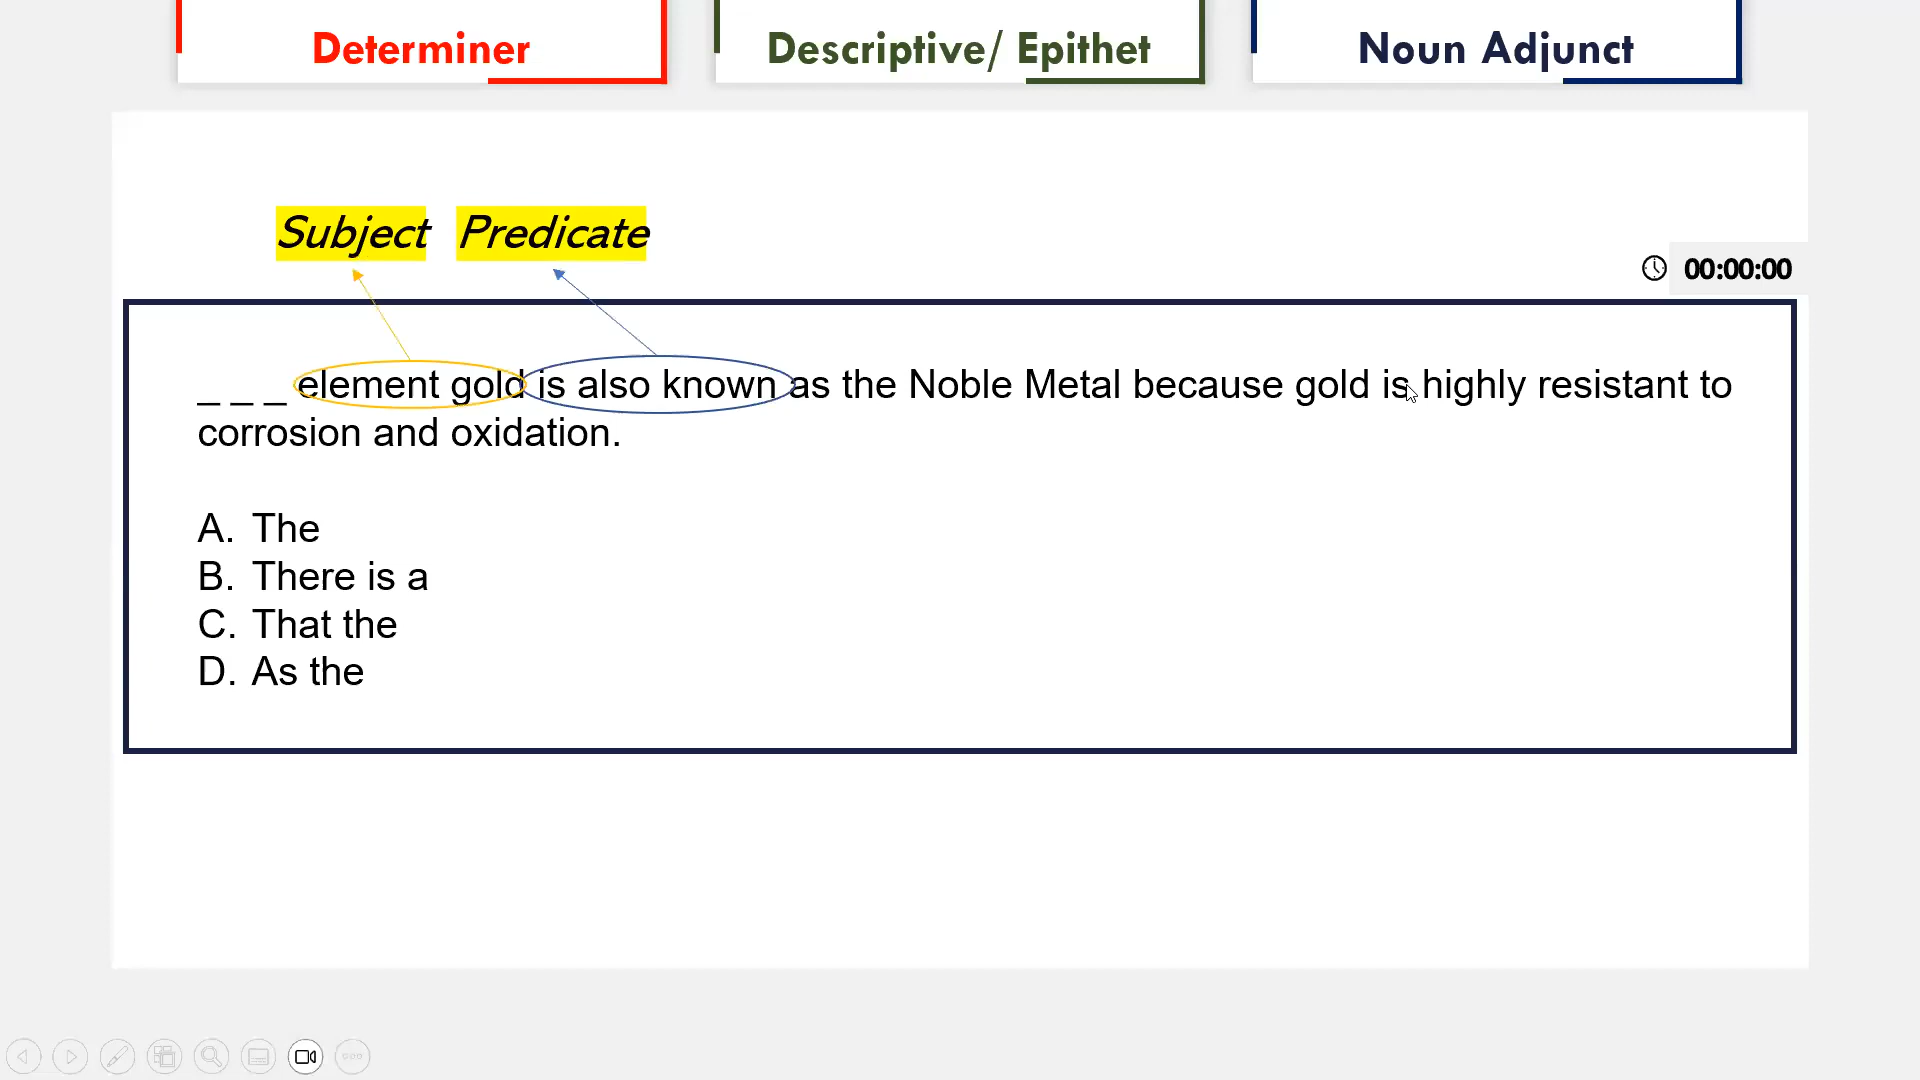 Determiner
Descriptive/ Epithet
Noun Adjunct
Subject Predicate
00:00:00
_ _ _ element gold is also known as the Noble Metal because gold is highly resistant to
corrosion and oxidation.
A. The
B. There is a
C. That the
D. As the